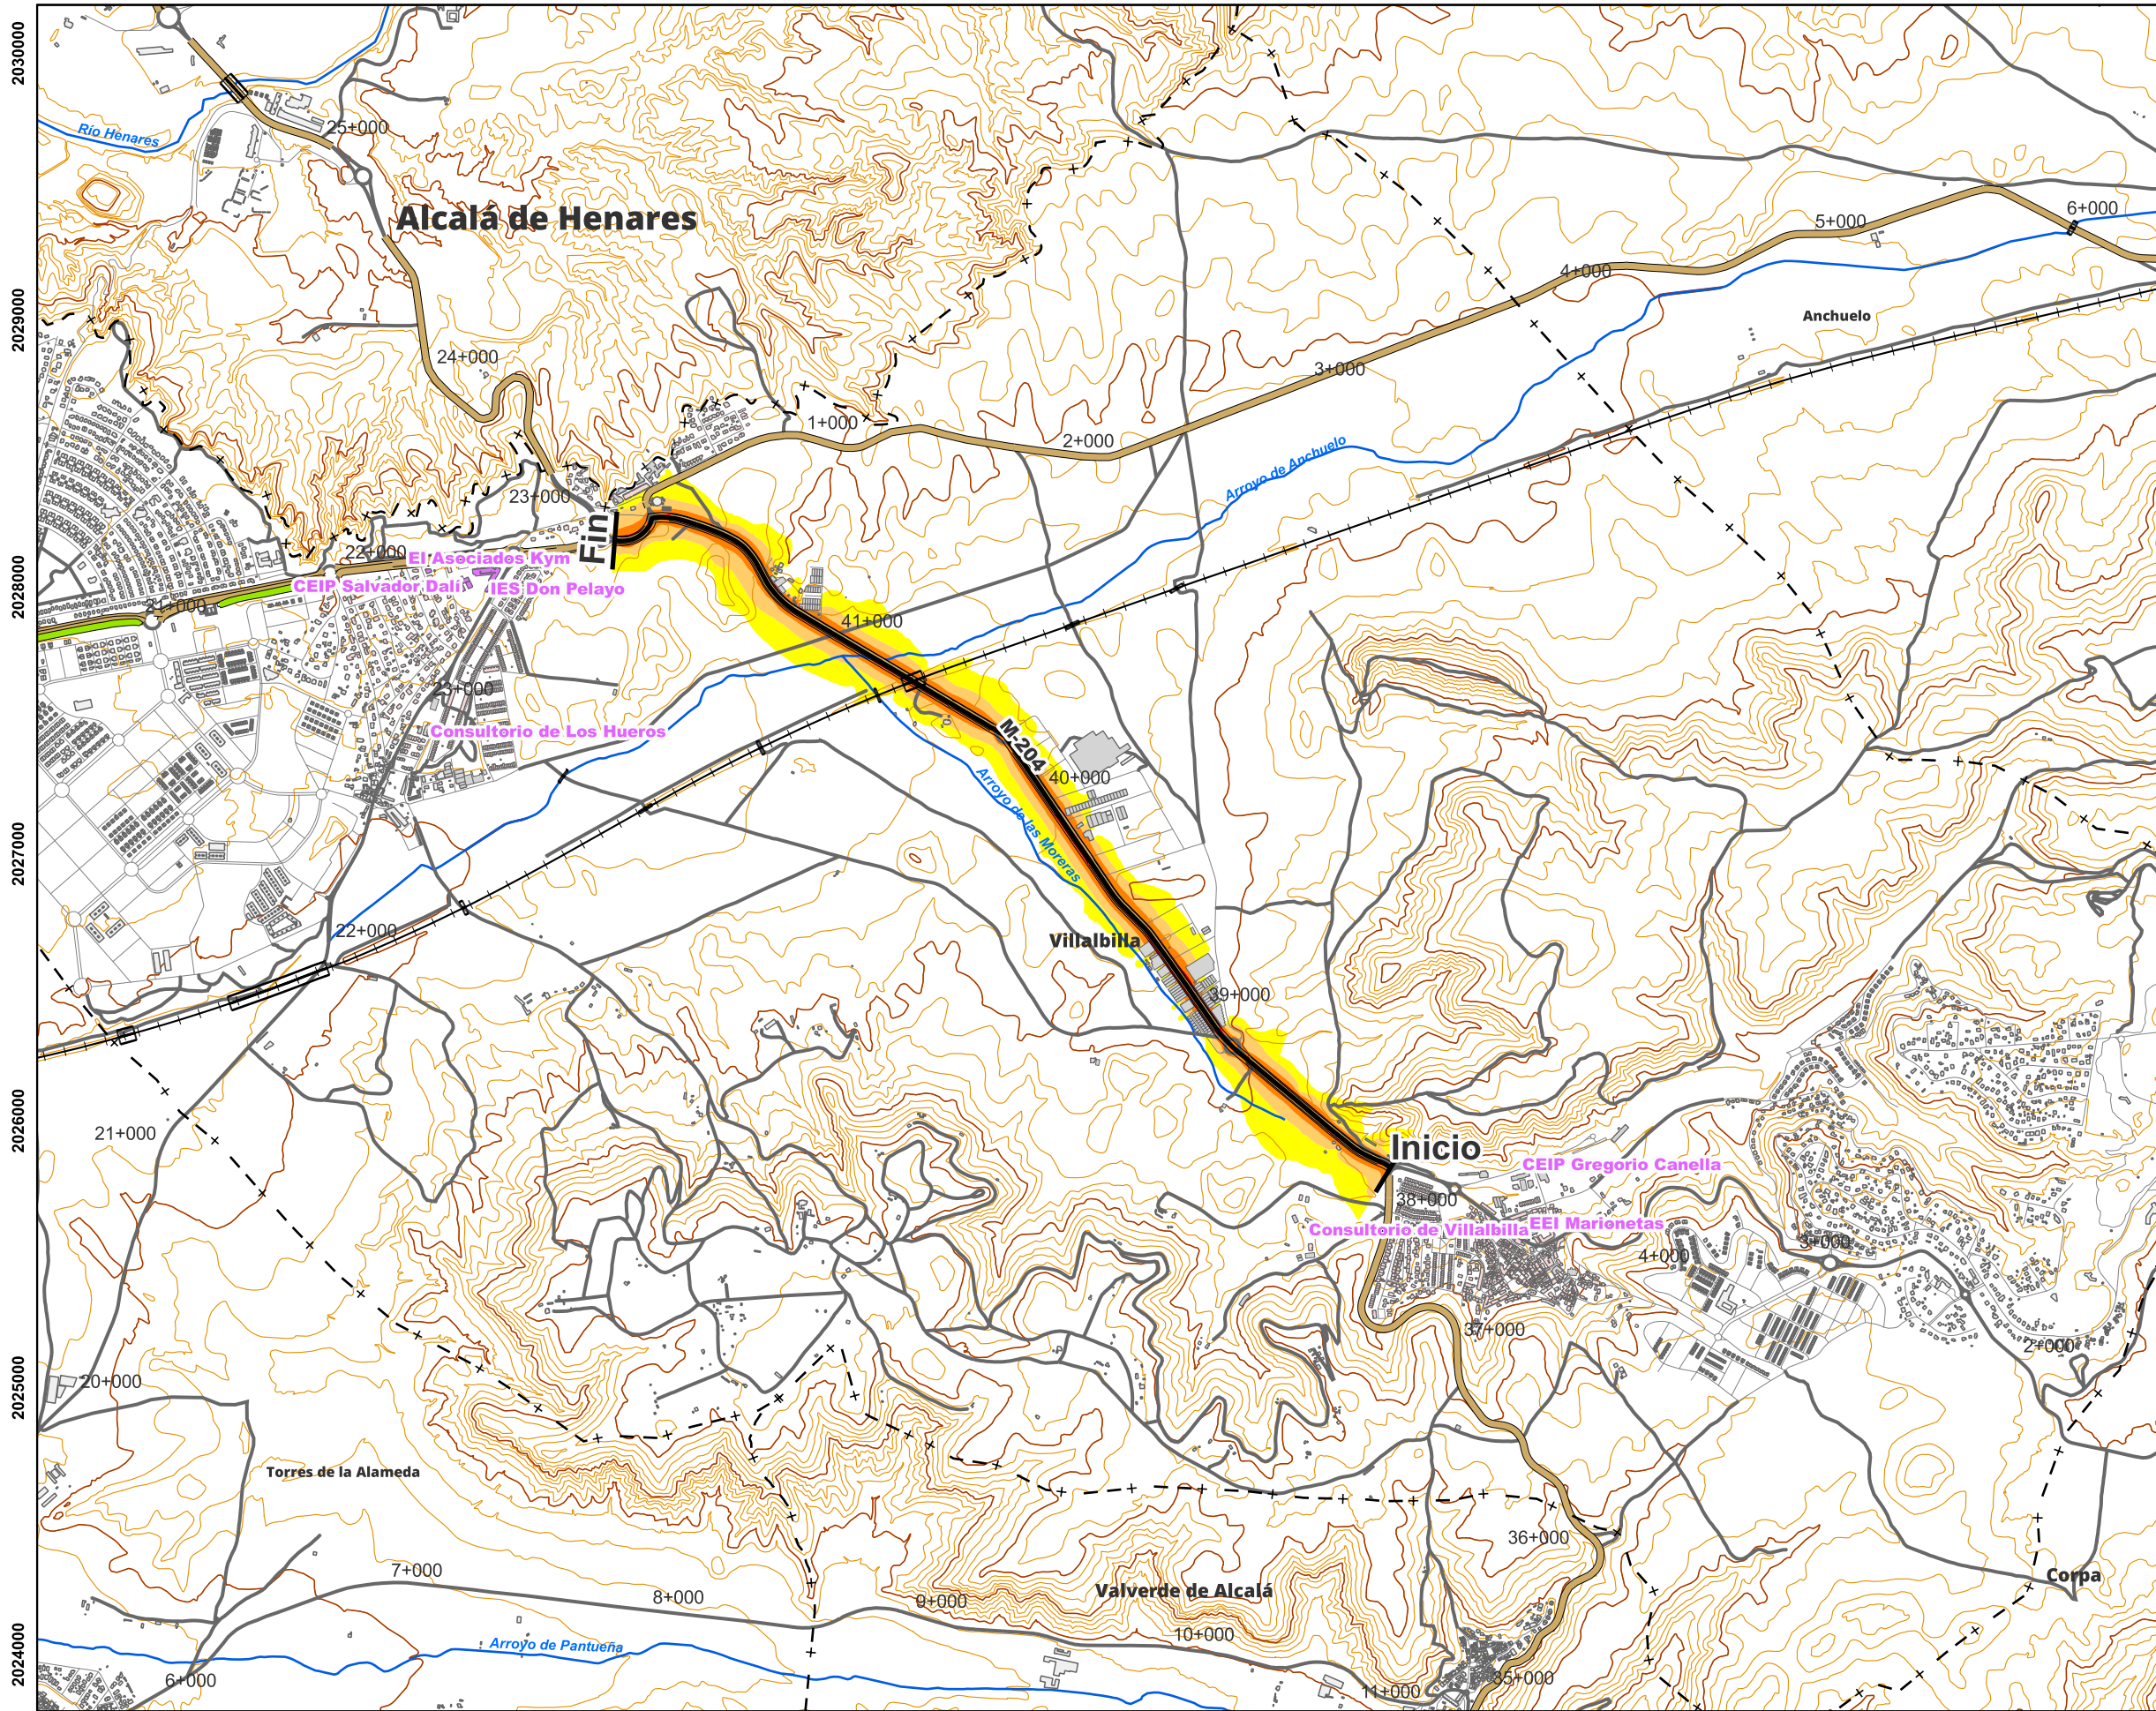 2030000
2029000
2028000
2027000
2026000
2025000
2024000
Río Henares
25+000
Alcalá de Henares
6+000
5+000
4+000
Anchuelo
24+000
3+000
1+000
2+000
Arroyo de Anchuelo
23+000
Fin
22+000
EI Asociades Kym
CEIP Salvador Dalí
IES Don Pelayo
21+000
41+000
23+000
Consultorio de Los Hueros
M-204
40+000
Arroyo de las Moreras
22+000
Villalbilla
39+000
21+000
Inicio
CEIP Gregorio Canella
38+000
Consultorio de Villalbilla
EEI Marionetas
4+000
3+000
37+000
2+000
20+000
Torres de la Alameda
36+000
7+000
8+000
9+000
Valverde de Alcalá
Corpa
10+000
Arroyo de Pantueña
6+000
11+000
35+000